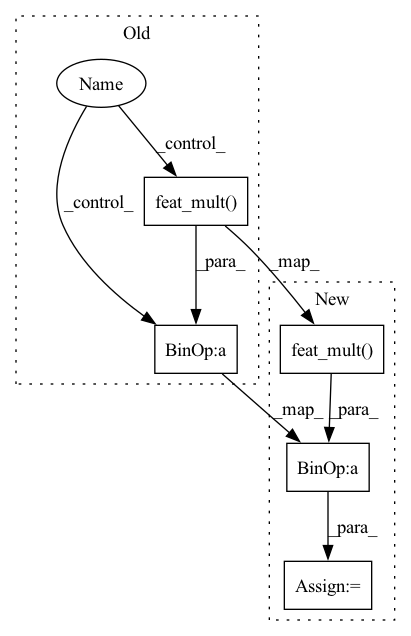 Old
Name
_control_
_control_
feat_mult()
_para_
_map_
New
BinOp:a
feat_mult()
_map_
_para_
BinOp:a
_para_
Assign:=